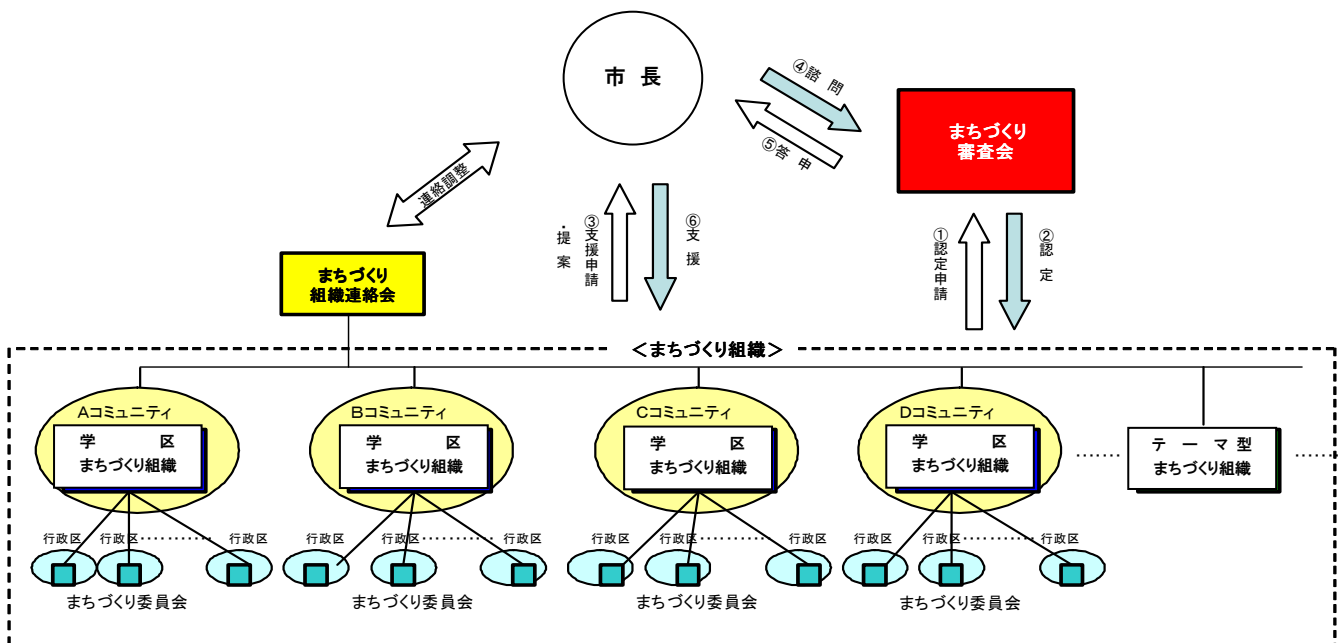 市 長
④諮 問
⑤答 申
まちづくり
審査会
連絡調整
③支援申請
・提 案
⑥支 援
①認定申請
②認 定
まちづくり
組織連絡会
＜まちづくり組織＞
Aコミュニティ
学 区
まちづくり組織
Bコミュニティ
学 区
まちづくり組織
Cコミュニティ
学 区
まちづくり組織
Dコミュニティ
学 区
まちづくり組織
………
テ ー マ 型
まちづくり組織
………
行政区 行政区………行政区
まちづくり委員会
行政区 行政区………行政区
まちづくり委員会
行政区 行政区………行政区
まちづくり委員会
行政区 行政区………行政区
まちづくり委員会